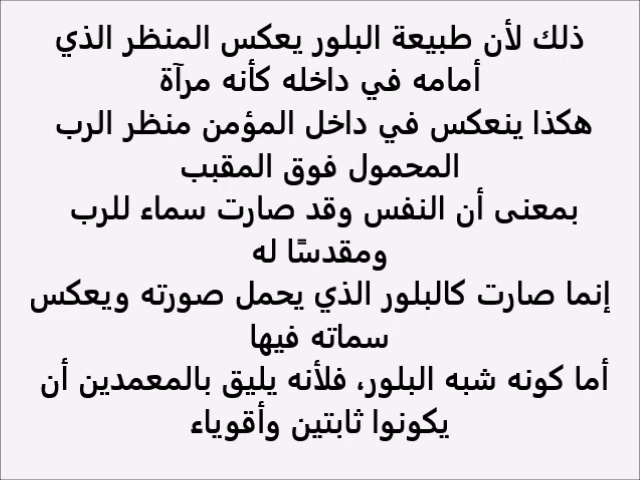 ذلك لأن طبيعة البلور يعكس المنظر الذي
أمامه في داخله كأنه مرآة
هكذا ينعكس في داخل المؤمن منظر الرب
المحمول فوق المقبب
بمعنى أن النفس وقد صارت سماء للرب
ومقدسًا له
إنما صارت كالبلور الذي يحمل صورته ويعكس
سماته فيها
أما كونه شبه البلور، فلأنه يليق بالمعمدين أن
يكونوا ثابتين وأقوياء